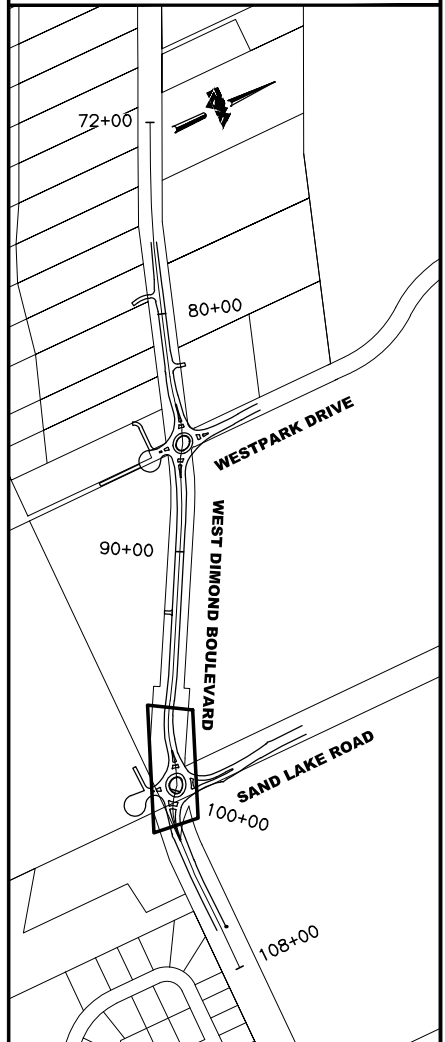 72+00
80+00
WESTPARK DRIVE
90+00
WEST DIMOND BOULEVARD
SAND LAKE ROAD
100+00
108+00